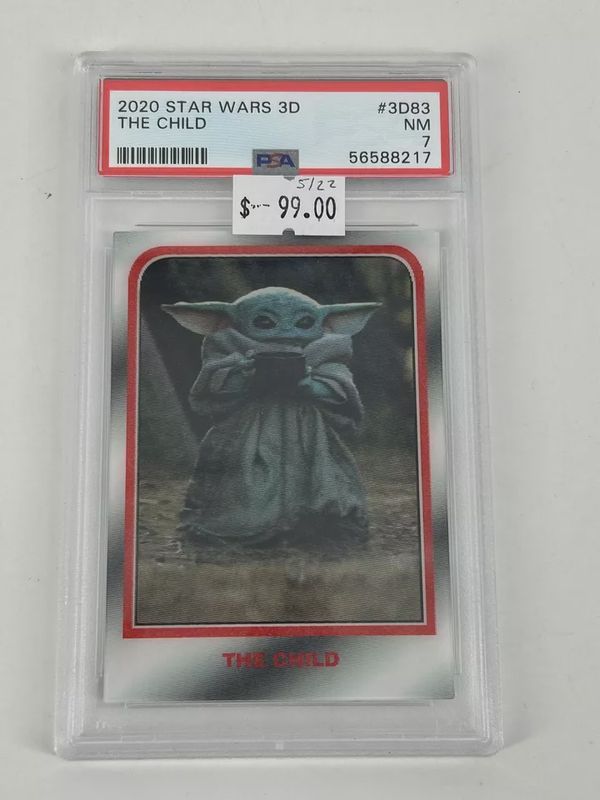 2020 STAR WARS 3D #3D83
THE CHILD NM
7
PSA 56588217
5/22
$ 99.00
THE CHILD